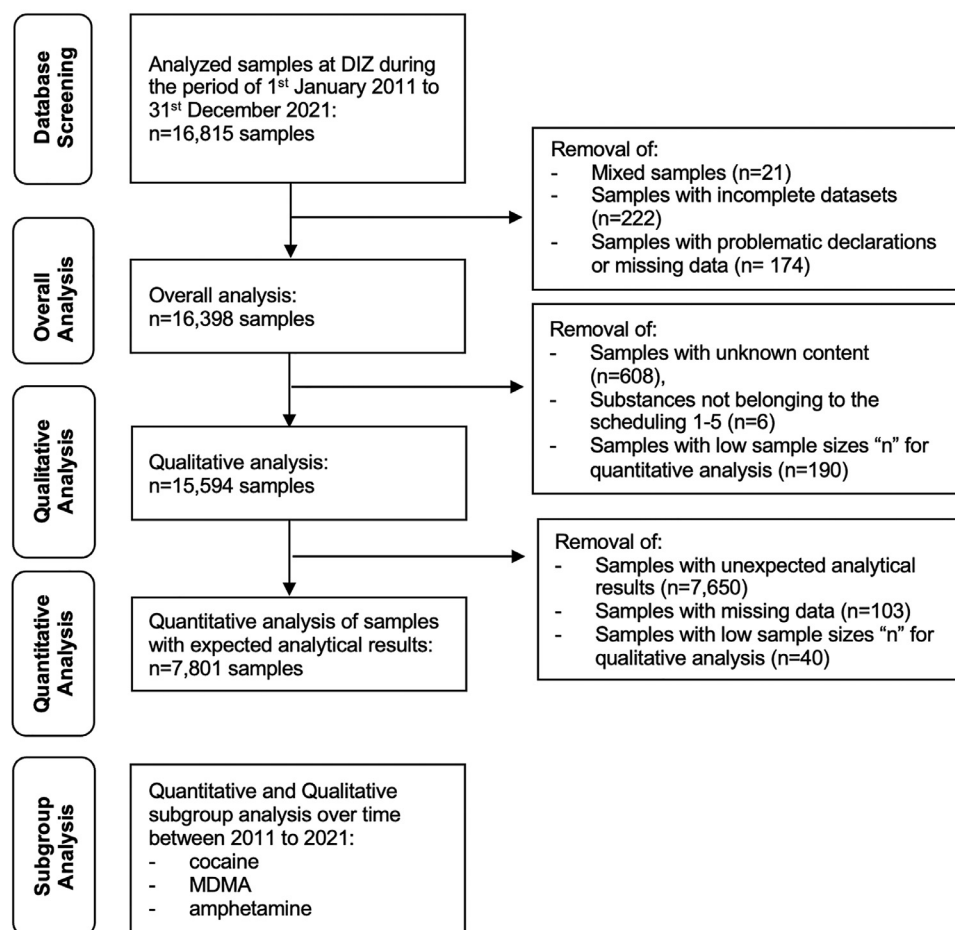 Database
Screening
Analyzed samples at DIZ during
the period of 1st January 2011 to
31st December 2021:
n=16,815 samples
Removal of:
- Mixed samples (n=21)
- Samples with incomplete datasets
(n=222)
- Samples with problematic declarations
or missing data (n= 174)
Overall
Analysis
Overall analysis:
n=16,398 samples
Removal of:
- Samples with unknown content
(n=608),
- Substances not belonging to the
scheduling 1-5 (n=6)
- Samples with low sample sizes “n” for
quantitative analysis (n=190)
Qualitative
Analysis
Qualitative analysis:
n=15,594 samples
Removal of:
- Samples with unexpected analytical
results (n=7,650)
- Samples with missing data (n=103)
- Samples with low sample sizes “n” for
qualitative analysis (n=40)
Quantitative
Analysis
Quantitative analysis of samples
with expected analytical results:
n=7,801 samples
Subgroup
Analysis
Quantitative and Qualitative
subgroup analysis over time
between 2011 to 2021:
- cocaine
- MDMA
- amphetamine